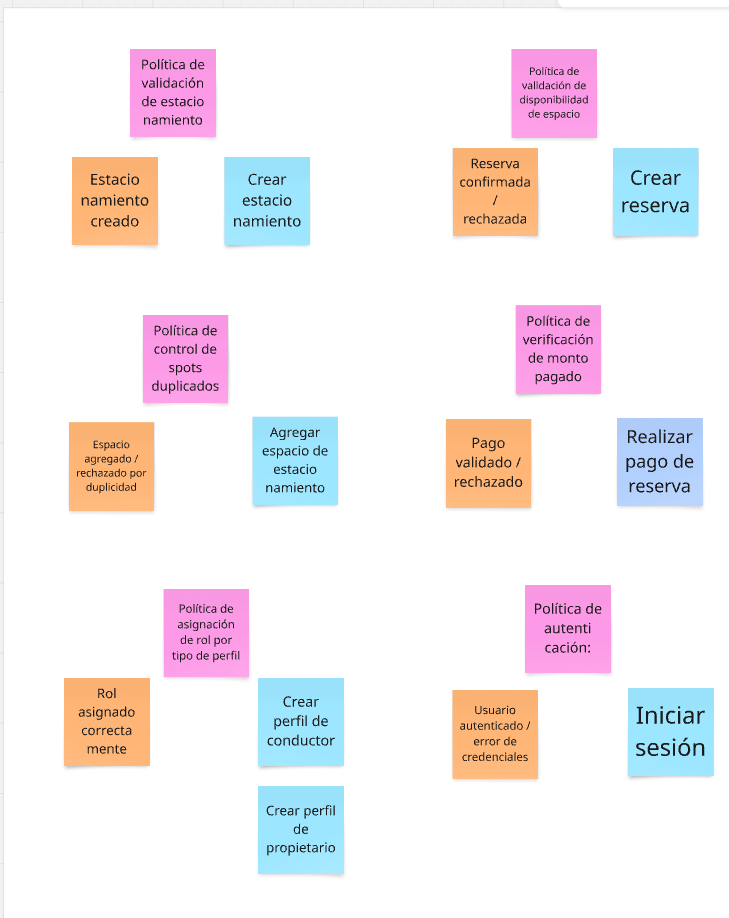 Política de
validación
de estacio
namiento
Estacio
namiento
creado
Crear
estacio
namiento
Política de
validación de
disponibilidad
de espacio
Reserva
confirmada
/
rechazada
Crear
reserva
Política de
control de
spots
duplicados
Espacio
agregado /
rechazado por
duplicidad
Agregar
espacio de
estacio
namiento
Política de
verificación
de monto
pagado
Pago
validado /
rechazado
Realizar
pago de
reserva
Política de
asignación
de rol por
tipo de perfil
Rol
asignado
correcta
mente
Crear
perfil de
conductor
Crear perfil
de
propietario
Política de
autenti
cación:
Usuario
autenticado /
error de
credenciales
Iniciar
sesión